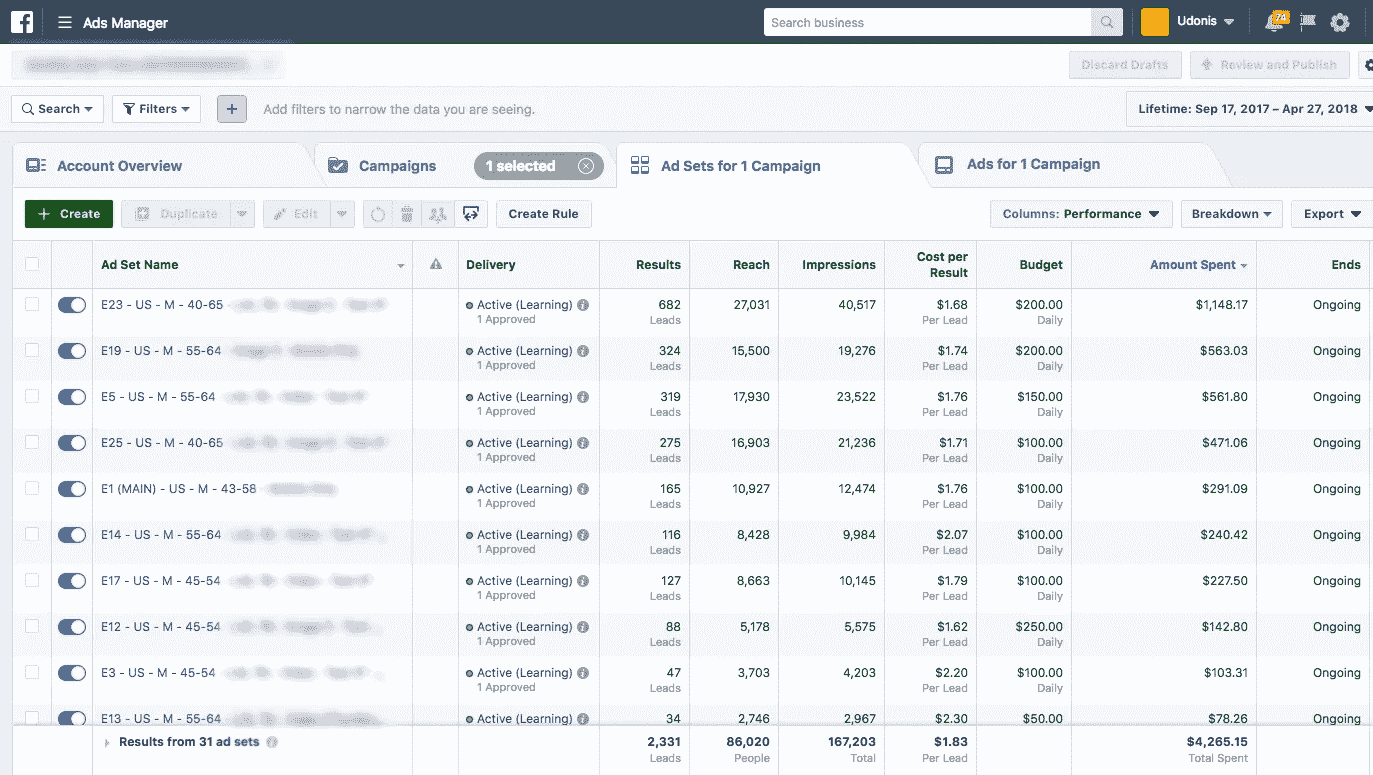 Ads Manager
Search business
Udonis
74
Discard Drafts
Review and Publish
Search
Filters
+
Add filters to narrow the data you are seeing.
Lifetime: Sep 17, 2017 – Apr 27, 2018
Account Overview
Campaigns
1 selected
Ad Sets for 1 Campaign
Ads for 1 Campaign
+ Create
Duplicate
Edit
Create Rule
Columns: Performance
Breakdown
Export
Ad Set Name Delivery Results Reach Impressions Cost per Result Budget Amount Spent Ends
E23 - US - M - 40-65 Active (Learning) 682 27,031 40,517 $1.68 $200.00 $1,148.17 Ongoing
1 Approved Leads Per Lead Daily
E19 - US - M - 55-64 Active (Learning) 324 15,500 19,276 $1.74 $200.00 $563.03 Ongoing
1 Approved Leads Per Lead Daily
E5 - US - M - 55-64 Active (Learning) 319 17,930 23,522 $1.76 $150.00 $561.80 Ongoing
1 Approved Leads Per Lead Daily
E25 - US - M - 40-65 Active (Learning) 275 16,903 21,236 $1.71 $100.00 $471.06 Ongoing
1 Approved Leads Per Lead Daily
E1 (MAIN) - US - M - 43-58 Active (Learning) 165 10,927 12,474 $1.76 $100.00 $291.09 Ongoing
1 Approved Leads Per Lead Daily
E14 - US - M - 55-64 Active (Learning) 116 8,428 9,984 $2.07 $100.00 $240.42 Ongoing
1 Approved Leads Per Lead Daily
E17 - US - M - 45-54 Active (Learning) 127 8,663 10,145 $1.79 $100.00 $227.50 Ongoing
1 Approved Leads Per Lead Daily
E12 - US - M - 45-54 Active (Learning) 88 5,178 5,575 $1.62 $250.00 $142.80 Ongoing
1 Approved Leads Per Lead Daily
E3 - US - M - 45-54 Active (Learning) 47 3,703 4,203 $2.20 $100.00 $103.31 Ongoing
1 Approved Leads Per Lead Daily
E13 - US - M - 55-64 Active (Learning) 34 2,746 2,967 $2.30 $50.00 $78.26 Ongoing
Results from 31 ad sets 2,331 86,020 167,203 $1.83 $4,265.15
Leads People Total Per Lead Total Spent